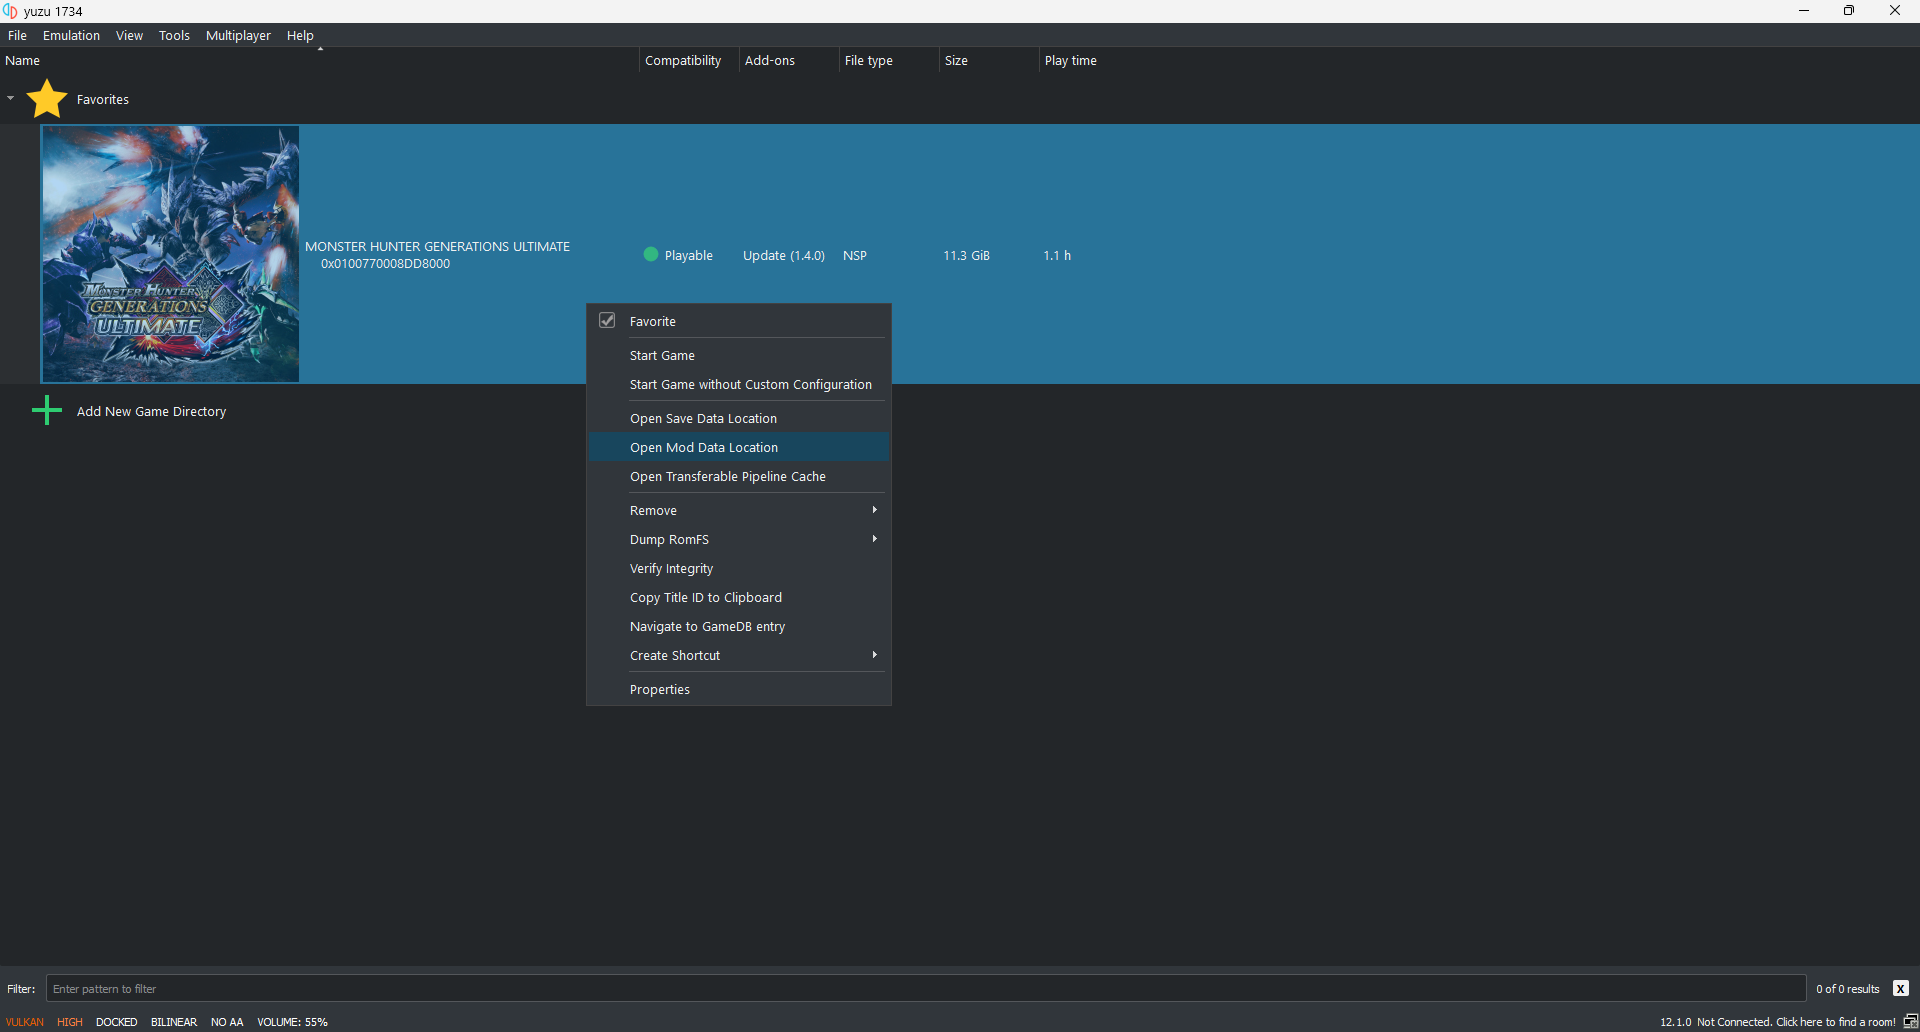 yuzu 1734
File Emulation View Tools Multiplayer Help
Name Compatibility Add-ons File type Size Play time
Favorites
MONSTER HUNTER GENERATIONS ULTIMATE
0x0100770008DD8000
Playable Update (1.4.0) NSP 11.3 GiB 1.1 h
MONSTER HUNTER
GENERATIONS
ULTIMATE
Favorite
Start Game
Start Game without Custom Configuration
Add New Game Directory
Open Save Data Location
Open Mod Data Location
Open Transferable Pipeline Cache
Remove
Dump RomFS
Verify Integrity
Copy Title ID to Clipboard
Navigate to GameDB entry
Create Shortcut
Properties
Filter: Enter pattern to filter 0 of 0 results X
VULKAN HIGH DOCKED BILINEAR NO AA VOLUME: 55% 12.1.0 Not Connected. Click here to find a room!